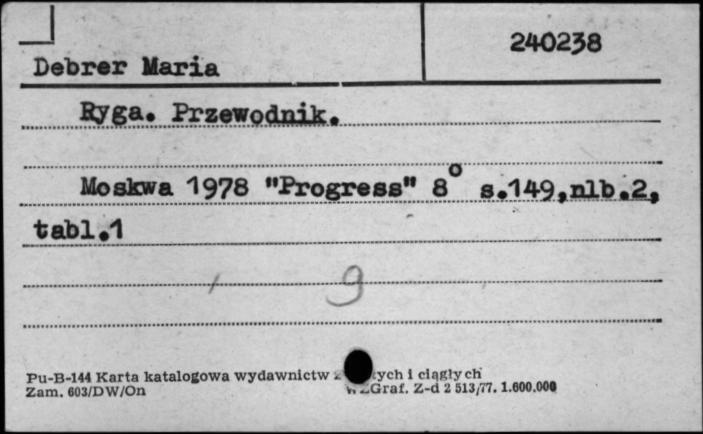 240238
Debrer Maria
Ryga. Przewodnik.
Moskwa 1978 "Progress" 8° s.149,nlb.2,
tabl.1
9
Pu-B-144 Karta katalogowa wydawnictw i ciągłych
Zam. 603/DW/On Graf. Z-d 2 513/77. 1.600.000